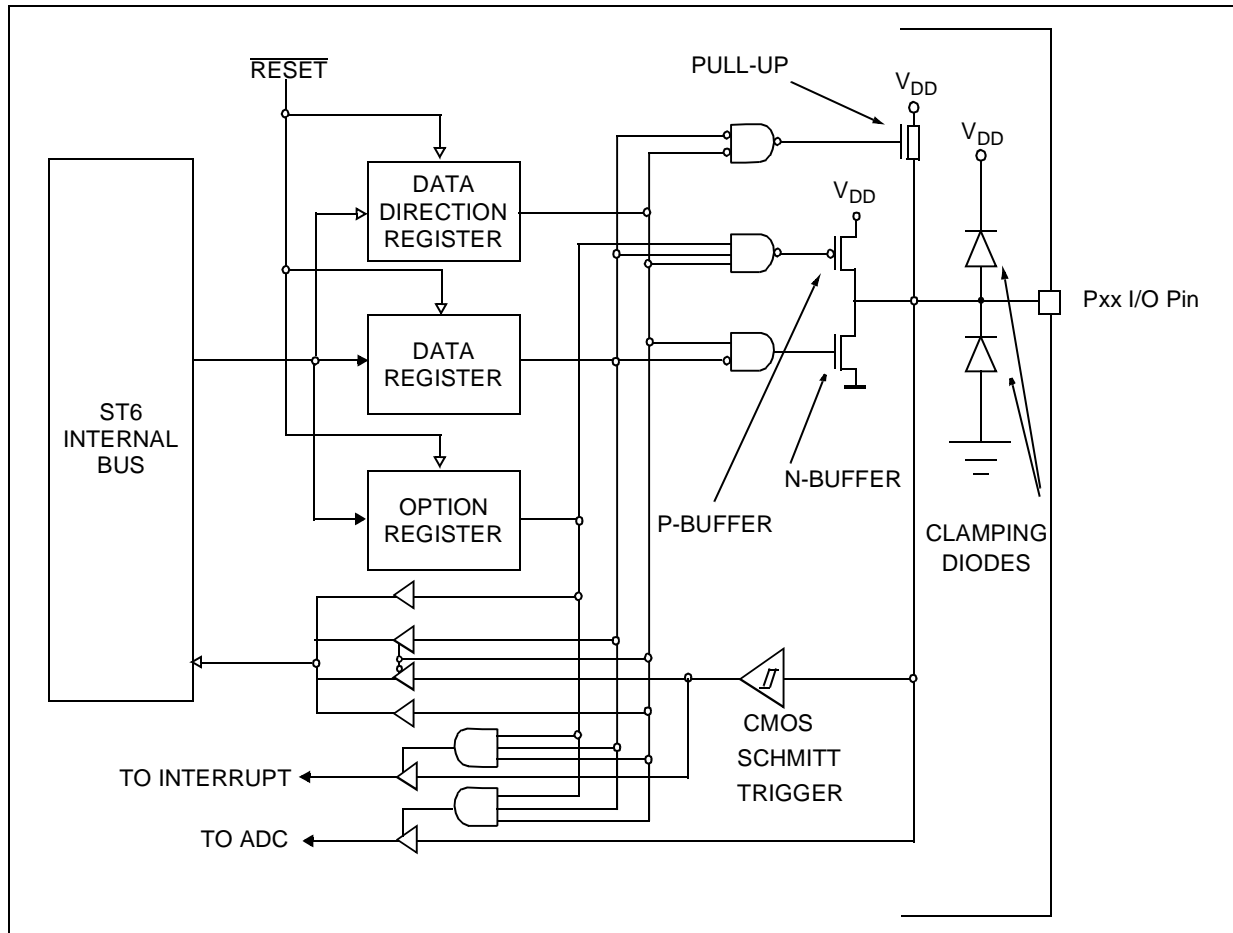 RESET
PULL-UP
VDD
VDD
VDD
DATA
DIRECTION
REGISTER
DATA
REGISTER
ST6
INTERNAL
BUS
OPTION
REGISTER
Pxx I/O Pin
N-BUFFER
P-BUFFER
CLAMPING
DIODES
CMOS
SCHMITT
TRIGGER
TO INTERRUPT
TO ADC